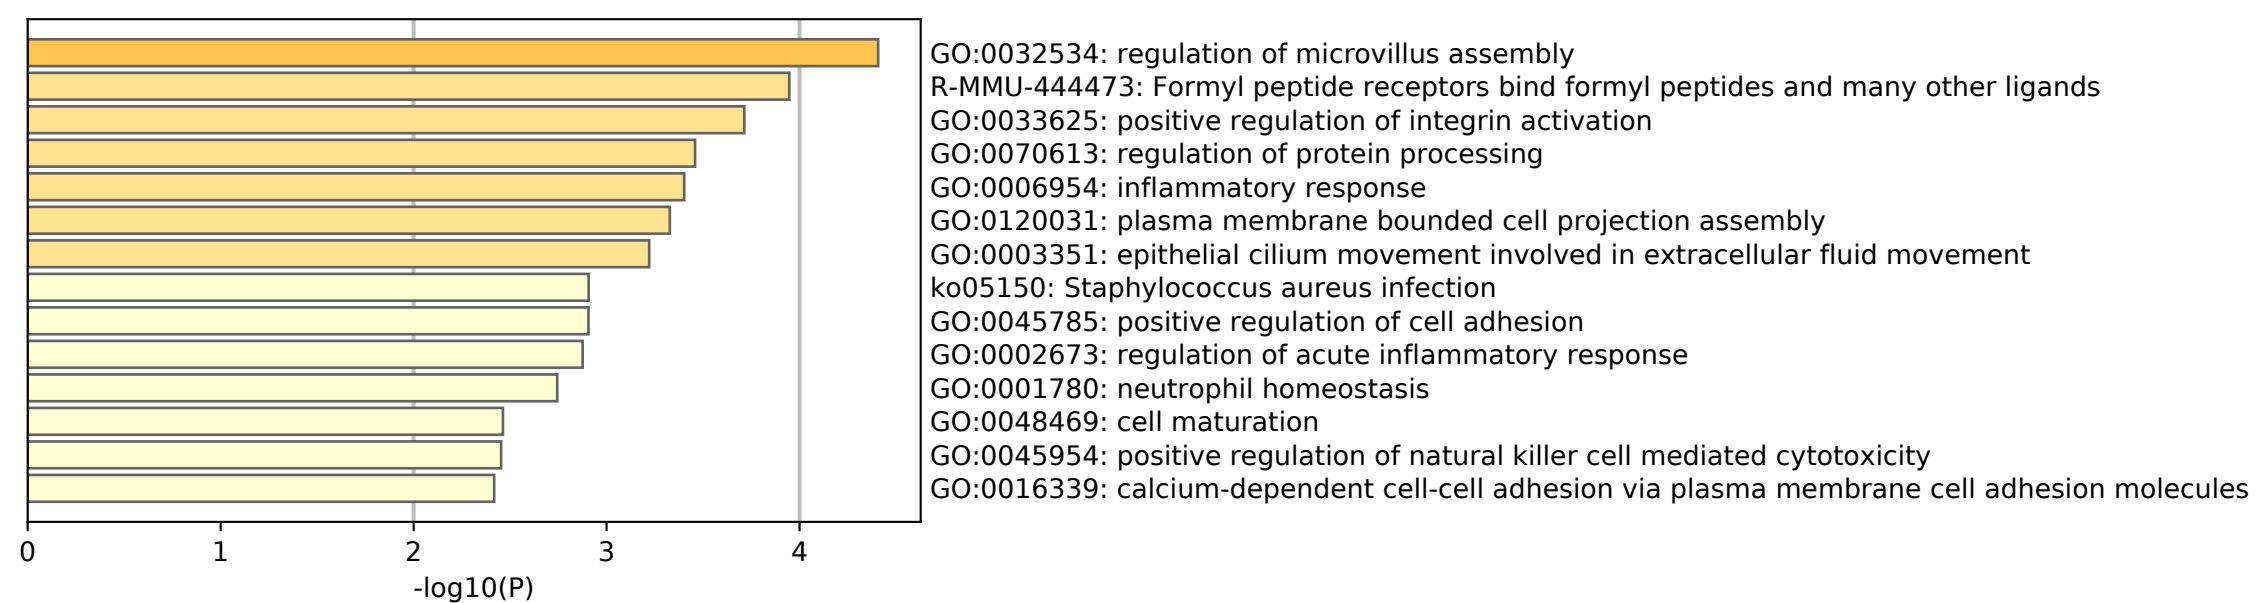 GO:0032534: regulation of microvillus assembly
R-MMU-444473: Formyl peptide receptors bind formyl peptides and many other ligands
GO:0033625: positive regulation of integrin activation
GO:0070613: regulation of protein processing
GO:0006954: inflammatory response
GO:0120031: plasma membrane bounded cell projection assembly
GO:0003351: epithelial cilium movement involved in extracellular fluid movement
ko05150: Staphylococcus aureus infection
GO:0045785: positive regulation of cell adhesion
GO:0002673: regulation of acute inflammatory response
GO:0001780: neutrophil homeostasis
GO:0048469: cell maturation
GO:0045954: positive regulation of natural killer cell mediated cytotoxicity
GO:0016339: calcium-dependent cell-cell adhesion via plasma membrane cell adhesion molecules
0 1 2 3 4
-log10(P)